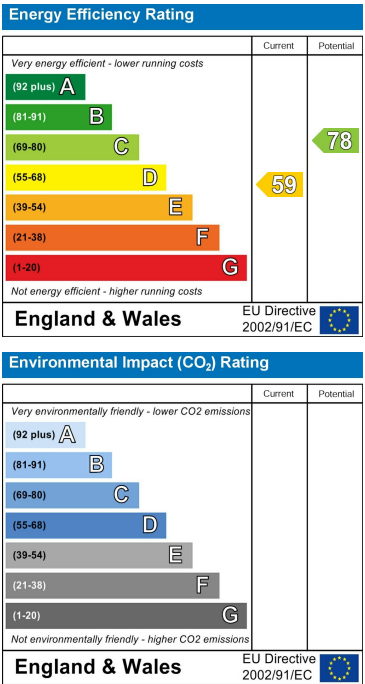 Energy Efficiency Rating
Current Potential
Very energy efficient - lower running costs
(92 plus) A
(81-91) B
(69-80) C
78
(55-68) D
59
(39-54) E
(21-38) F
(1-20) G
Not energy efficient - higher running costs
England & Wales
EU Directive
2002/91/EC
Environmental Impact (CO₂) Rating
Current Potential
Very environmentally friendly - lower CO2 emissions
(92 plus) A
(81-91) B
(69-80) C
(55-68) D
(39-54) E
(21-38) F
(1-20) G
Not environmentally friendly - higher CO2 emissions
England & Wales
EU Directive
2002/91/EC